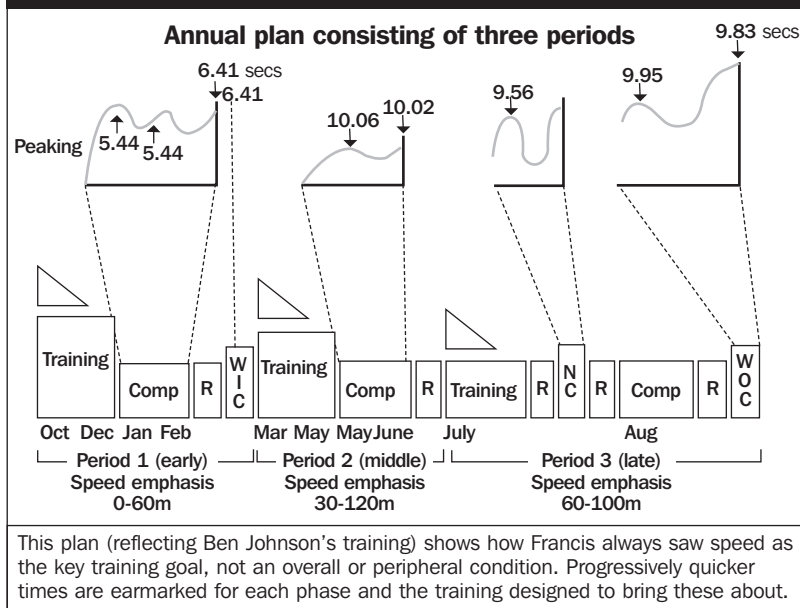 Annual plan consisting of three periods
9.83 secs
6.41 secs
6.41
9.56
9.95
10.06
10.02
Peaking
5.44
5.44
Training
Comp
R
W
I
C
Training
Comp
R
Training
R
N
C
R
Comp
R
W
O
C
Oct Dec Jan Feb Mar May May June July Aug
Period 1 (early)
Speed emphasis
0-60m
Period 2 (middle)
Speed emphasis
30-120m
Period 3 (late)
Speed emphasis
60-100m
This plan (reflecting Ben Johnson’s training) shows how Francis always saw speed as
the key training goal, not an overall or peripheral condition. Progressively quicker
times are earmarked for each phase and the training designed to bring these about.